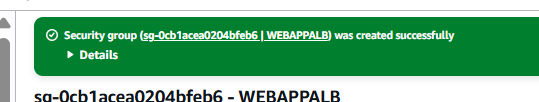 Security group (sg-0cb1acea0204bfeb6 | WEBAPPALB) was created successfully
Details
sg-0cb1acea0204bfeb6 - WEBAPPALB